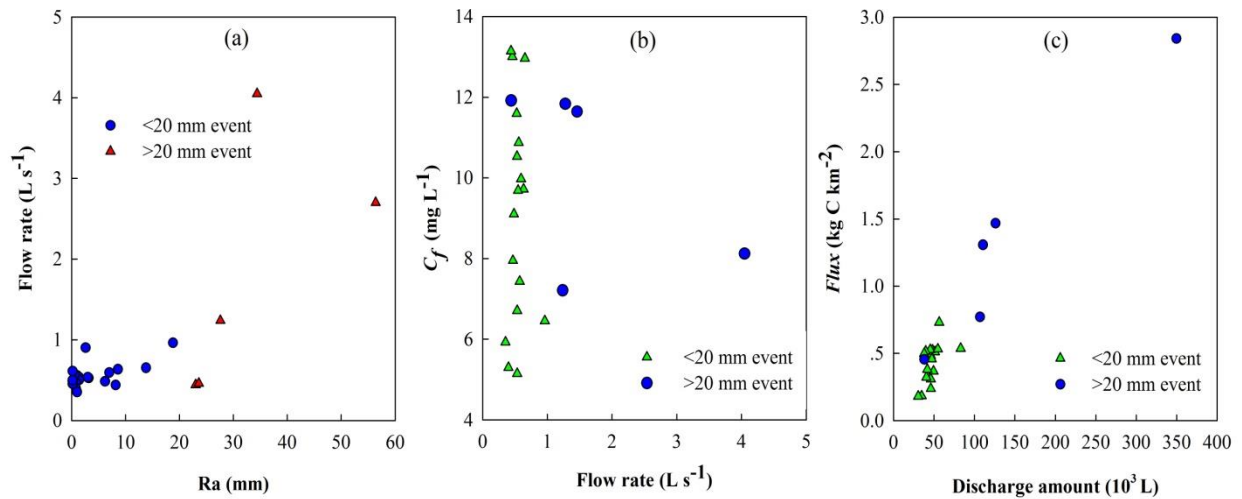 (a)
Flow rate (L s-1)
5
4
3
2
1
0
<20 mm event
>20 mm event
0 10 20 30 40 50 60
Ra (mm)
(b)
Cf (mg L-1)
14
12
10
8
6
4
<20 mm event
>20 mm event
0 1 2 3 4 5
Flow rate (L s-1)
(c)
Flux (kg C km-2)
3.0
2.5
2.0
1.5
1.0
.5
0.0
<20 mm event
>20 mm event
0 50 100 150 200 250 300 350 400
Discharge amount (103 L)